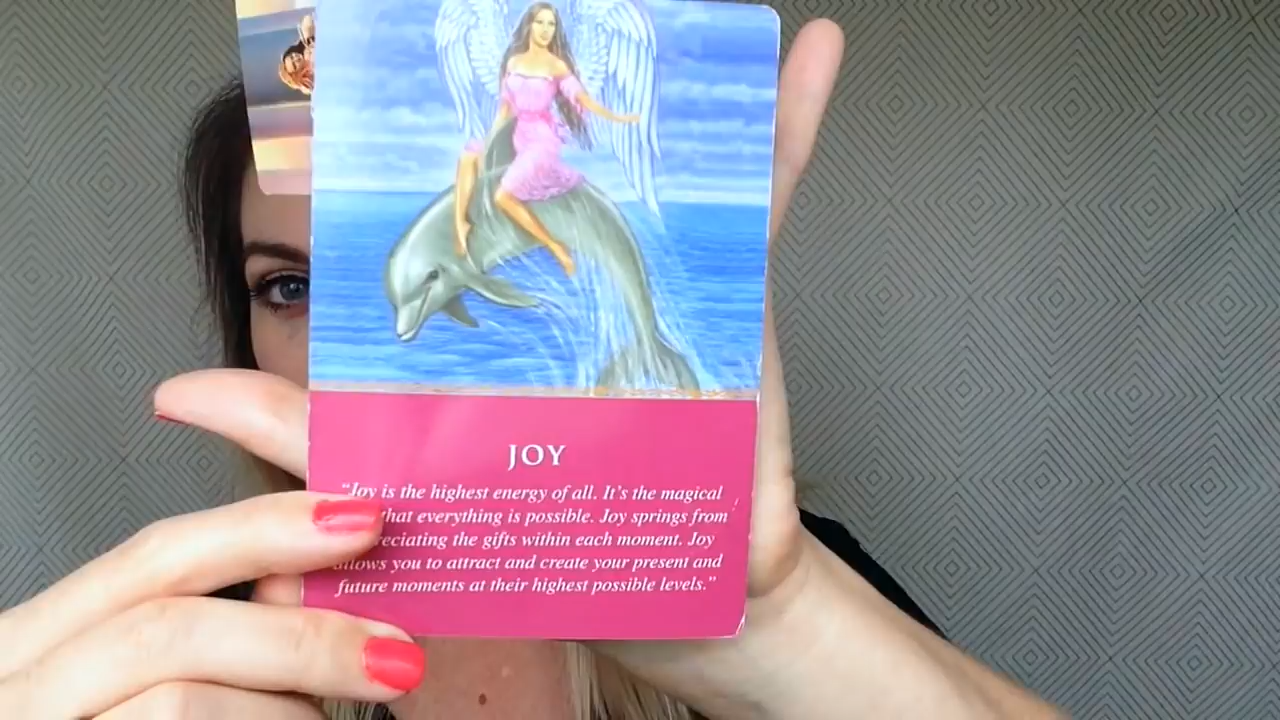 JOY
"Joy is the highest energy of all. It's the magical
that everything is possible. Joy springs from
the gifts within each moment. Joy
you to attract and create your present and
future moments at their highest possible levels."